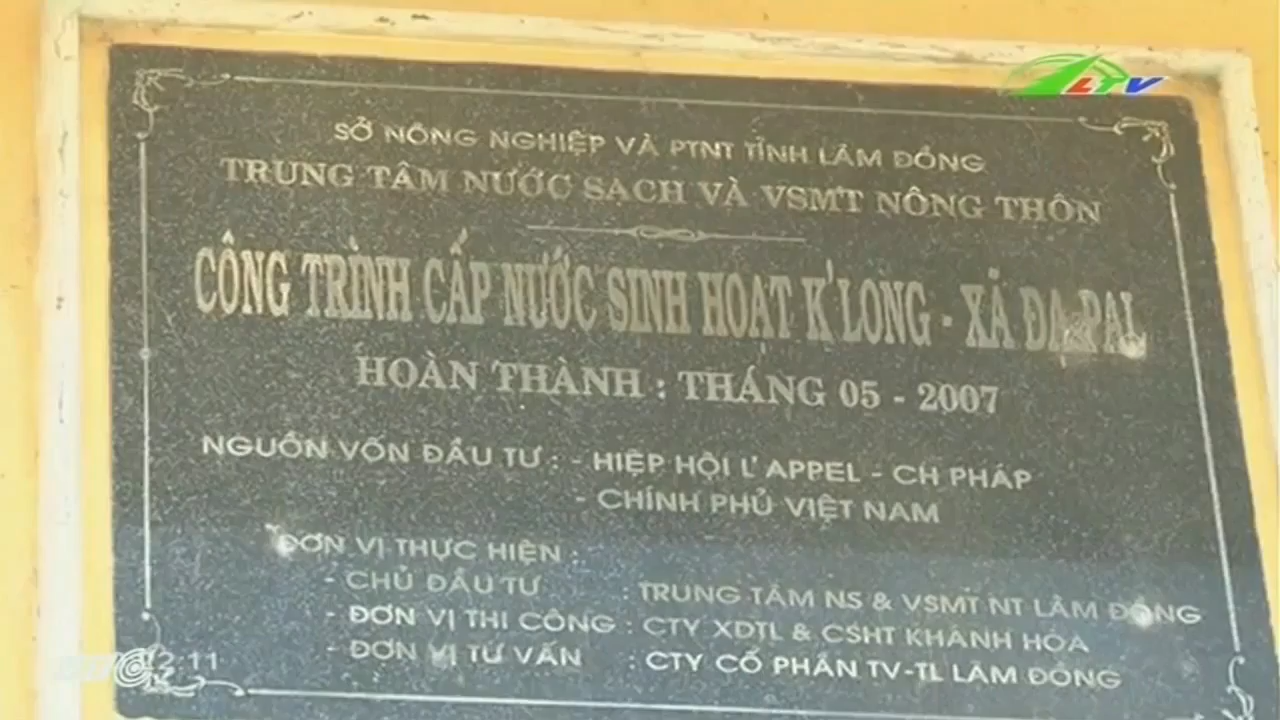 LTV
SỞ NÔNG NGHIỆP VÀ PTNT TỈNH LÂM ĐỒNG
TRUNG TÂM NƯỚC SẠCH VÀ VSMT NÔNG THÔN
CÔNG TRÌNH CẤP NƯỚC SINH HOẠT K'LONG - XÃ ĐẠ PAL
HOÀN THÀNH : THÁNG 05 - 2007
NGUỒN VỐN ĐẦU TƯ : - HIỆP HỘI L' APPEL - CH PHÁP
- CHÍNH PHỦ VIỆT NAM
ĐƠN VỊ THỰC HIỆN :
- CHỦ ĐẦU TƯ : TRUNG TÂM NS & VSMT NT LÂM ĐỒNG
- ĐƠN VỊ THI CÔNG : CTY XDTL & CSHT KHÁNH HÒA
- ĐƠN VỊ TƯ VẤN : CTY CỔ PHẦN TV-TL LÂM ĐỒNG